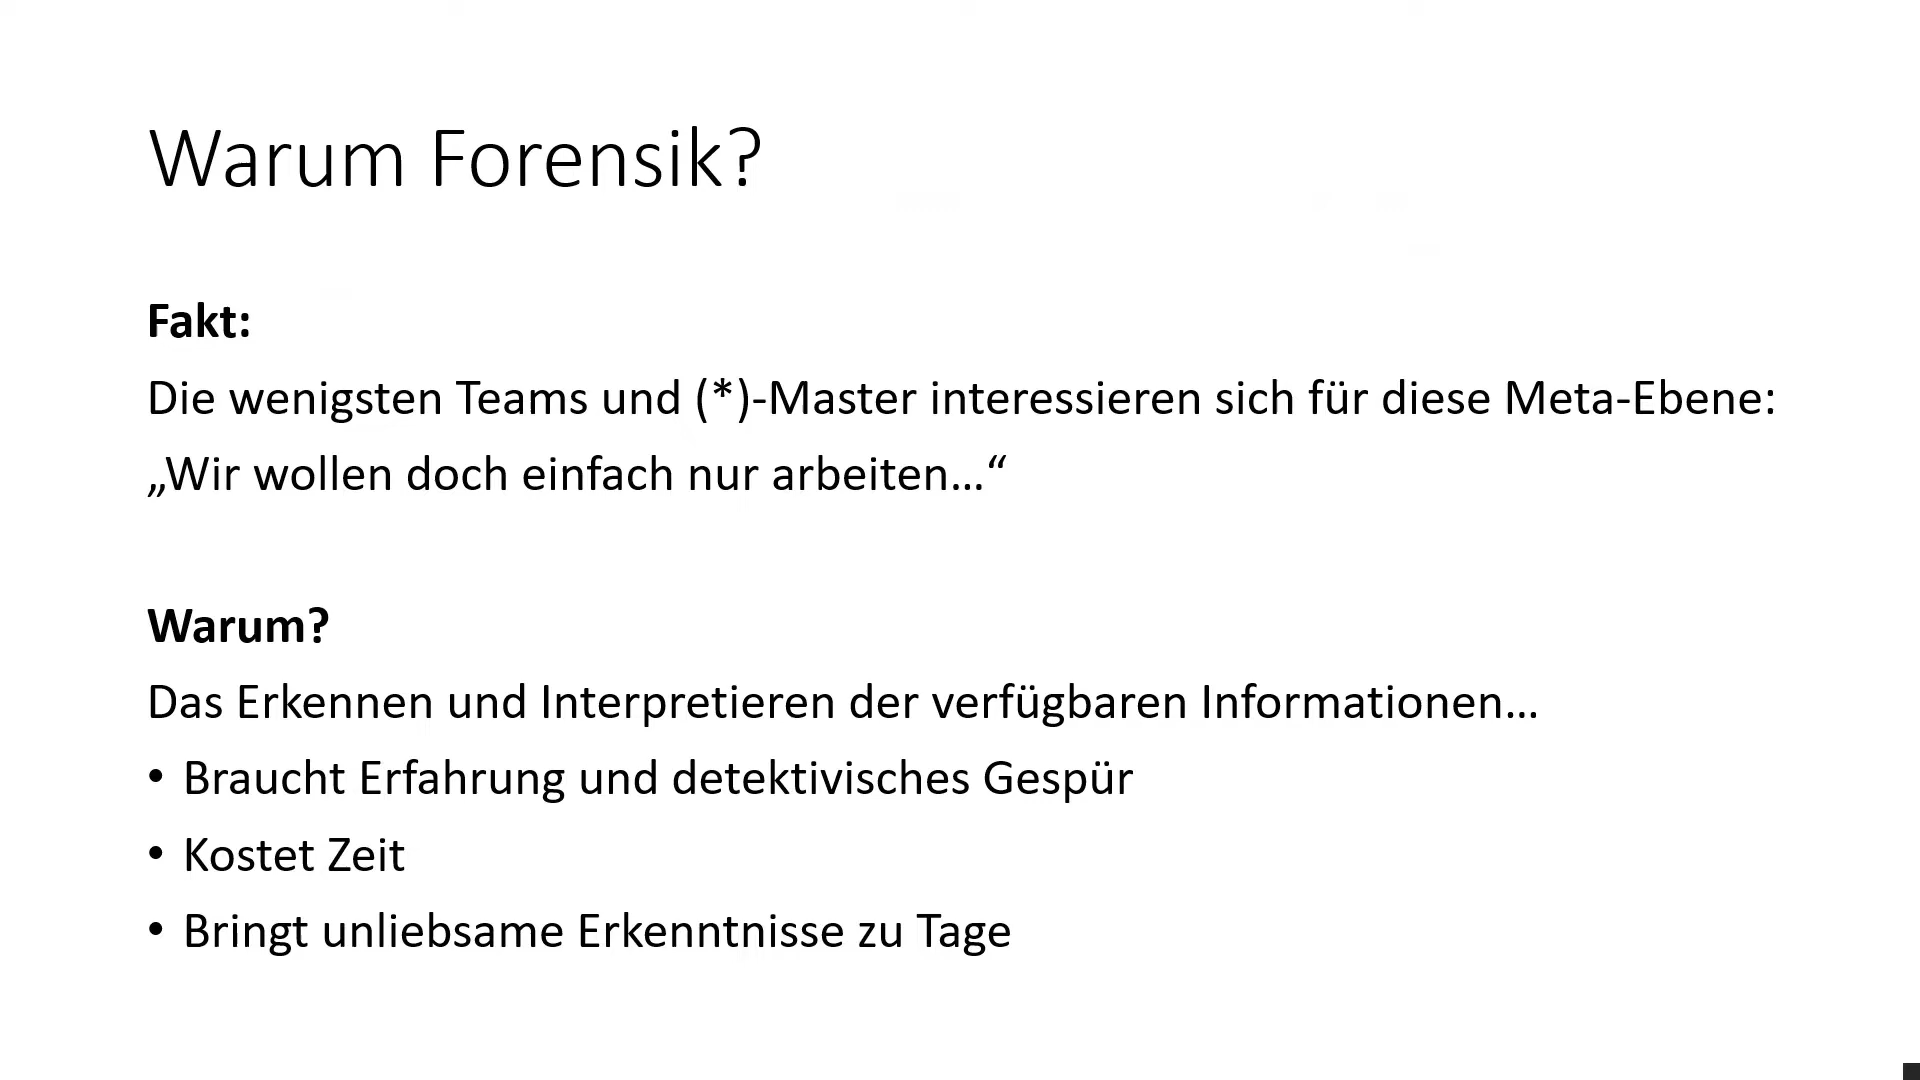 Warum Forensik?
Fakt:
Die wenigsten Teams und (*)-Master interessieren sich für diese Meta-Ebene:
„Wir wollen doch einfach nur arbeiten…“
Warum?
Das Erkennen und Interpretieren der verfügbaren Informationen…
• Braucht Erfahrung und detektivisches Gespür
• Kostet Zeit
• Bringt unliebsame Erkenntnisse zu Tage